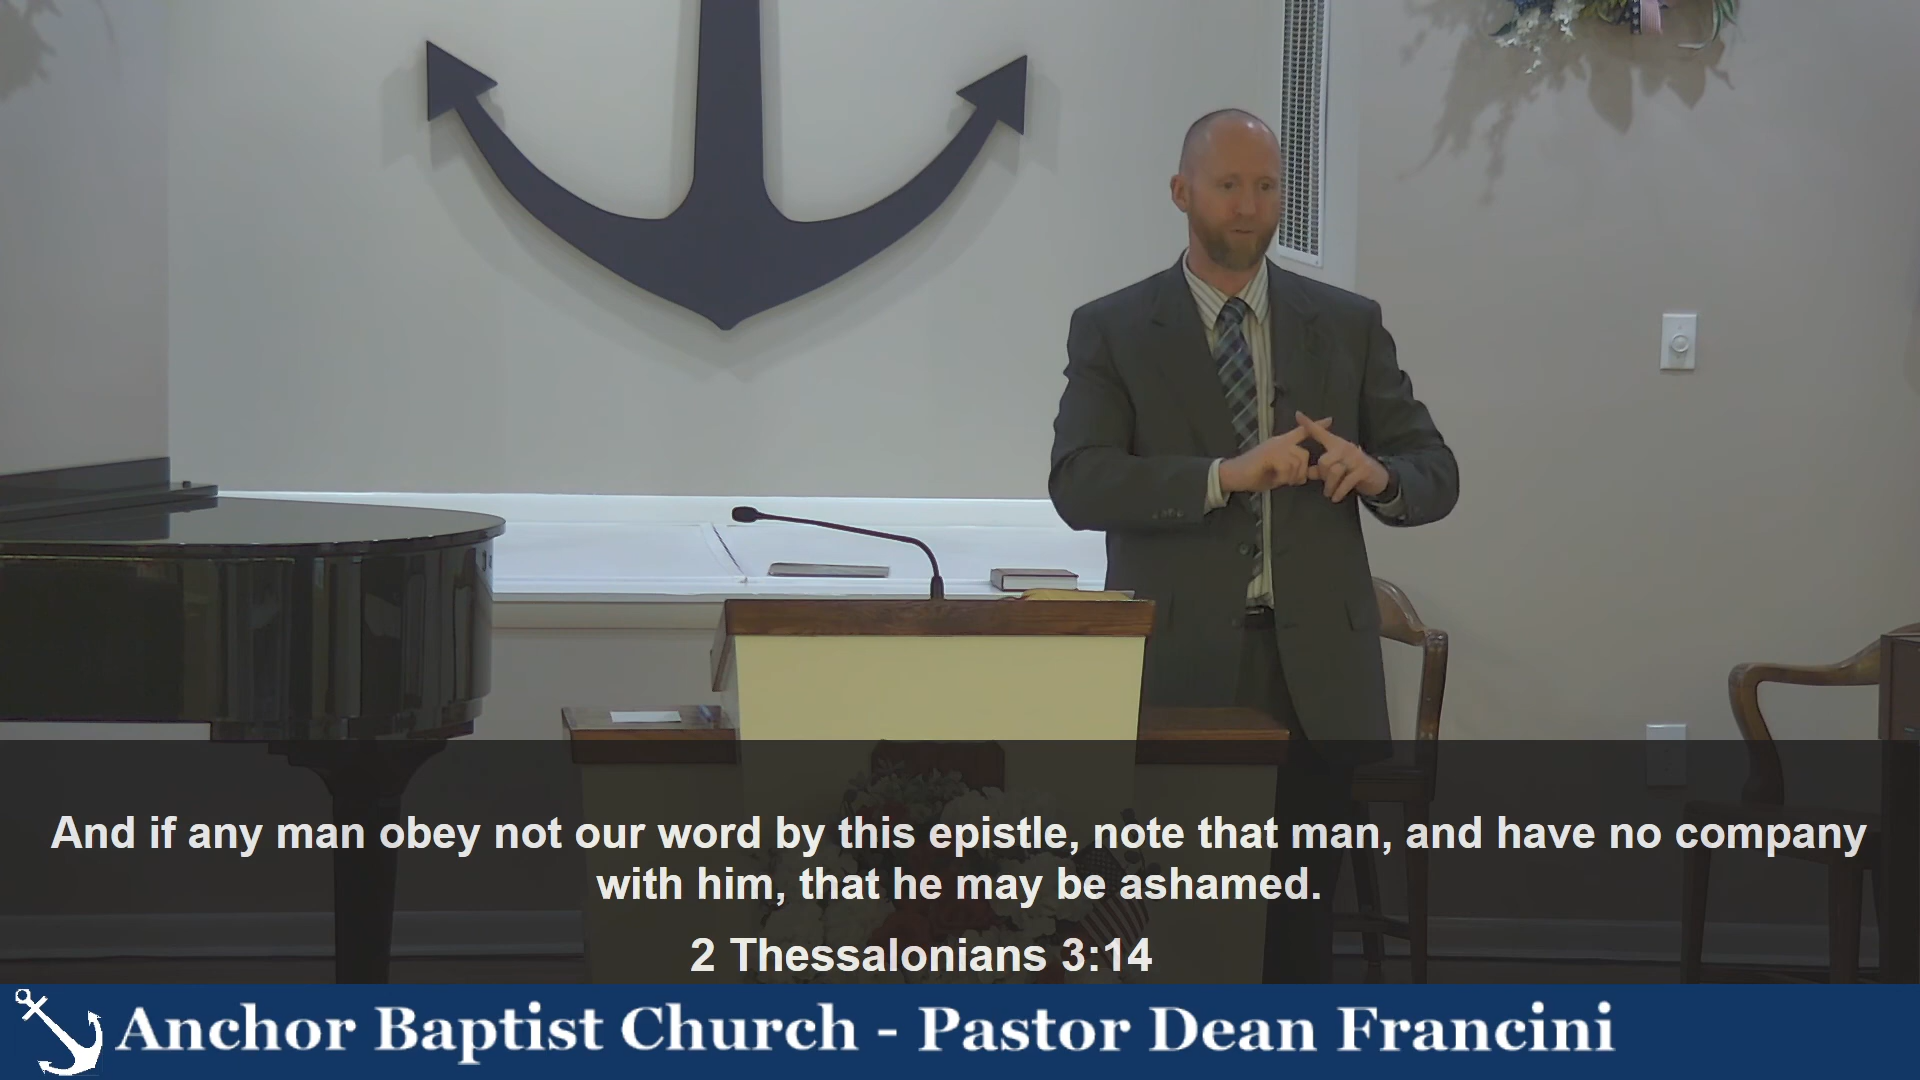 And if any man obey not our word by this epistle, note that man, and have no company
with him, that he may be ashamed.
2 Thessalonians 3:14
Anchor Baptist Church - Pastor Dean Francini